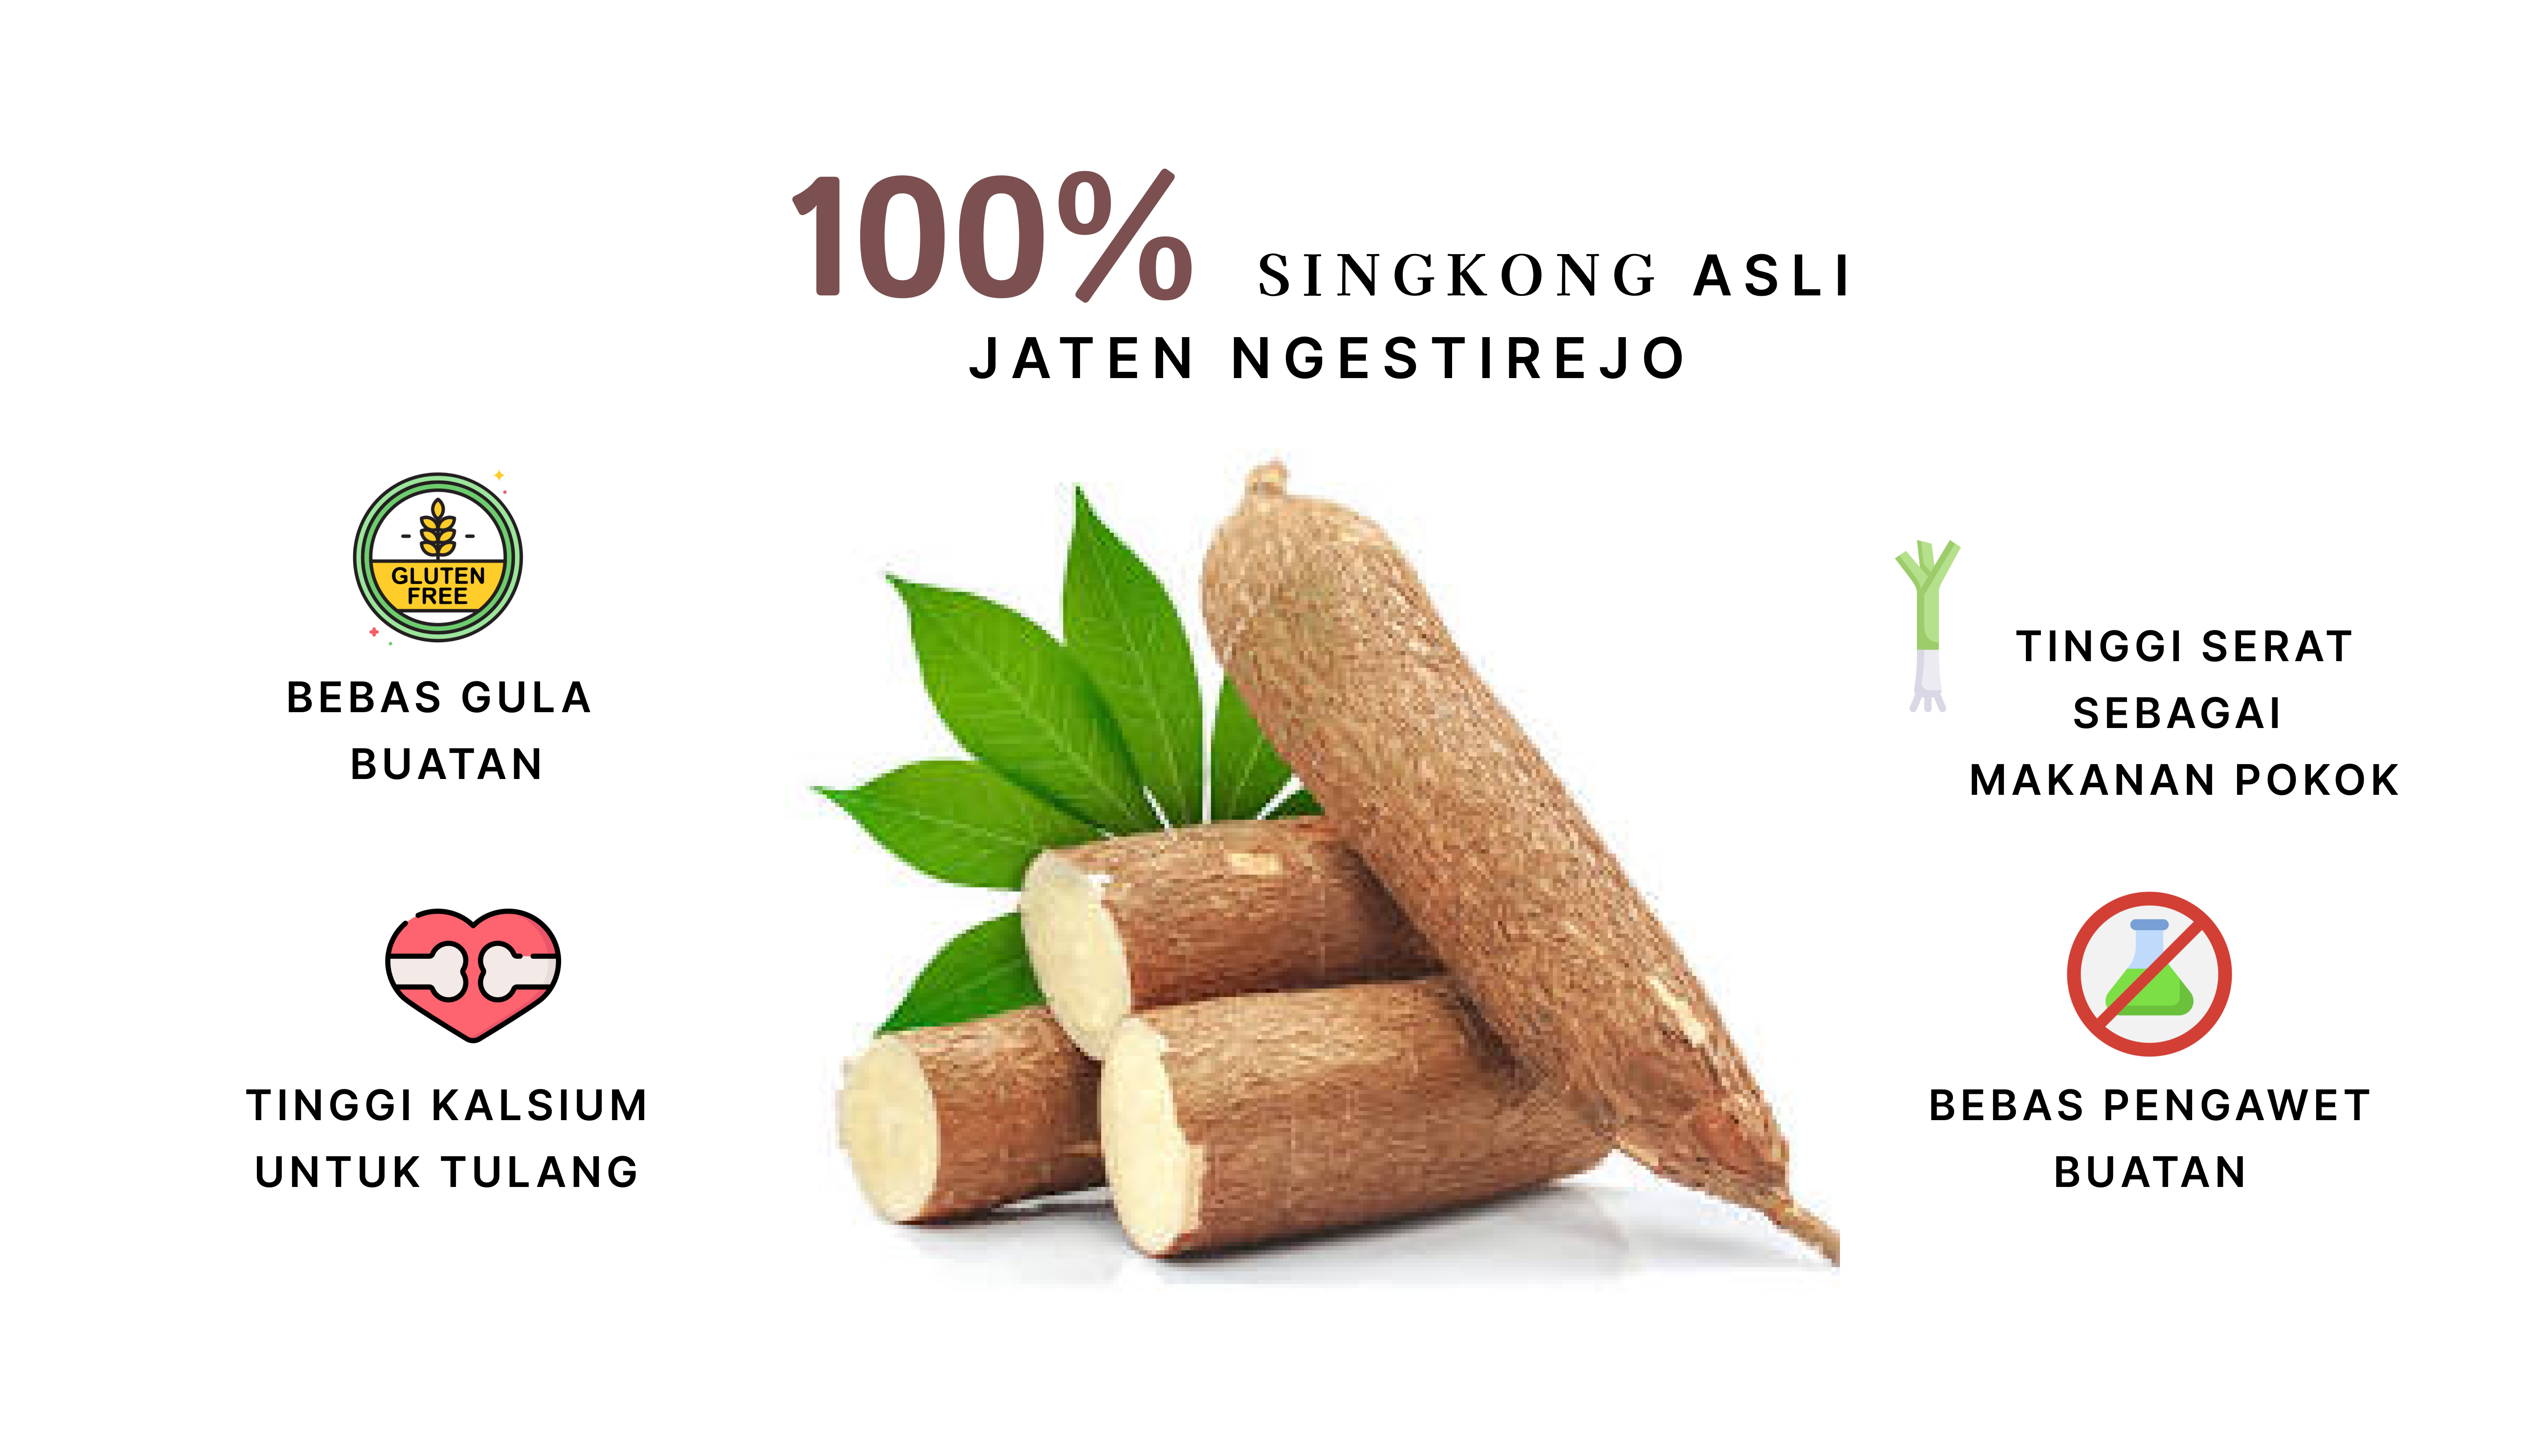 100% SINGKONG ASLI
JATEN NGESTIREJO
GLUTEN
FREE
BEBAS GULA
BUATAN
TINGGI KALSIUM
UNTUK TULANG
TINGGI SERAT
SEBAGAI
MAKANAN POKOK
BEBAS PENGAWET
BUATAN